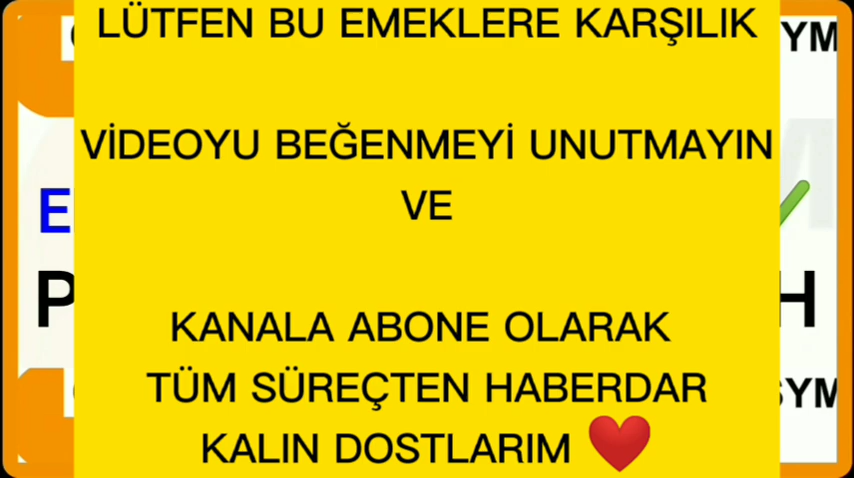 LÜTFEN BU EMEKLERE KARŞILIK
VİDEOYU BEĞENMEYİ UNUTMAYIN
VE
KANALA ABONE OLARAK
TÜM SÜREÇTEN HABERDAR
KALIN DOSTLARIM ❤️